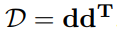 𝒟 = 𝐝𝐝ᵀ